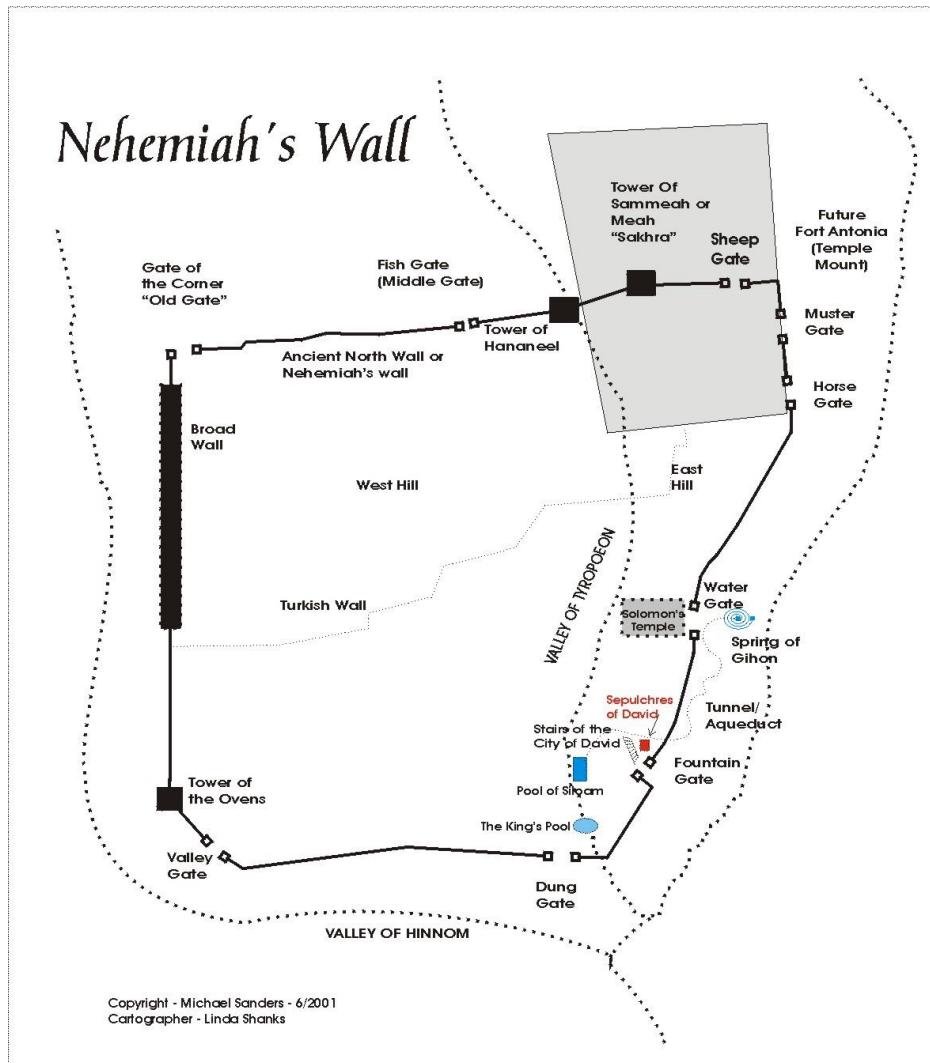 Nehemiah's Wall
Tower Of
Sammeah or
Meah
"Sakhra"
Future
Fort Antonia
(Temple
Mount)
Sheep
Gate
Fish Gate
(Middle Gate)
Gate of
the Corner
"Old Gate"
Muster
Gate
Tower of
Hananeel
Ancient North Wall or
Nehemiah's wall
Horse
Gate
Broad
Wall
West Hill
East
Hill
VALLEY OF TYROPOEON
Turkish Wall
Water
Gate
Solomon's
Temple
Spring of
Gihon
Sepulchres
of David
Tunnel/
Aqueduct
Stairs of the
City of David
Fountain
Gate
Tower of
the Ovens
Pool of Siloam
The King's Pool
Valley
Gate
Dung
Gate
VALLEY OF HINNOM
Copyright - Michael Sanders - 6/2001
Cartographer - Linda Shanks